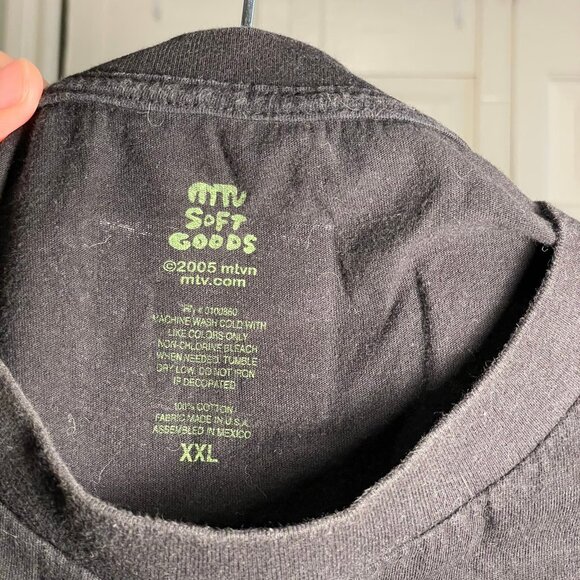 mtv
SOFT
GOODS
©2005 mtvn
mtv.com
MACHINE WASH COLD WITH
LIKE COLORS ONLY
NON-CHLORINE BLEACH
WHEN NEEDED. TUMBLE
DRY LOW. DO NOT IRON
IF DECORATED
100% COTTON
FABRIC MADE IN U.S.A.
ASSEMBLED IN MEXICO
XXL